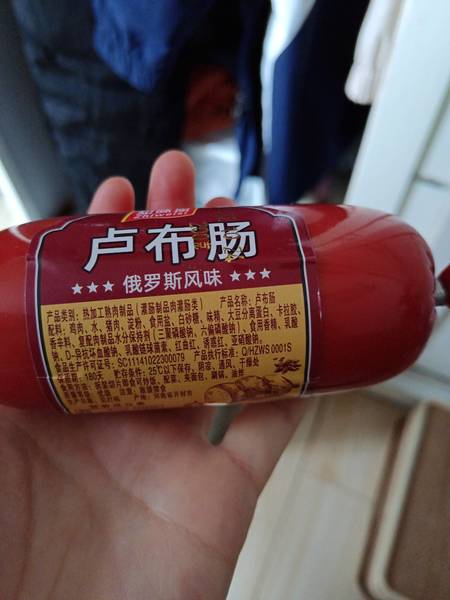 卢布肠
★★★ 俄罗斯风味 ★★★
产品类别：热加工熟肉制品（灌肠制品肉灌肠类） 产品名称：卢布肠
配料：鸡肉、水、猪肉、淀粉、食用盐、白砂糖、味精、大豆分离蛋白、卡拉胶、
香辛料、复配肉制品水分保持剂（三聚磷酸钠、六偏磷酸钠）、食用香精、乳酸
钠、D-异抗坏血酸钠、乳酸链球菌素、红曲红、诱惑红、亚硝酸钠。
食品生产许可证号：SC11141022300079 产品执行标准：Q/HZWS 0001S
保质期：180天 贮存条件：25℃以下保存，阴凉、通风、干燥处